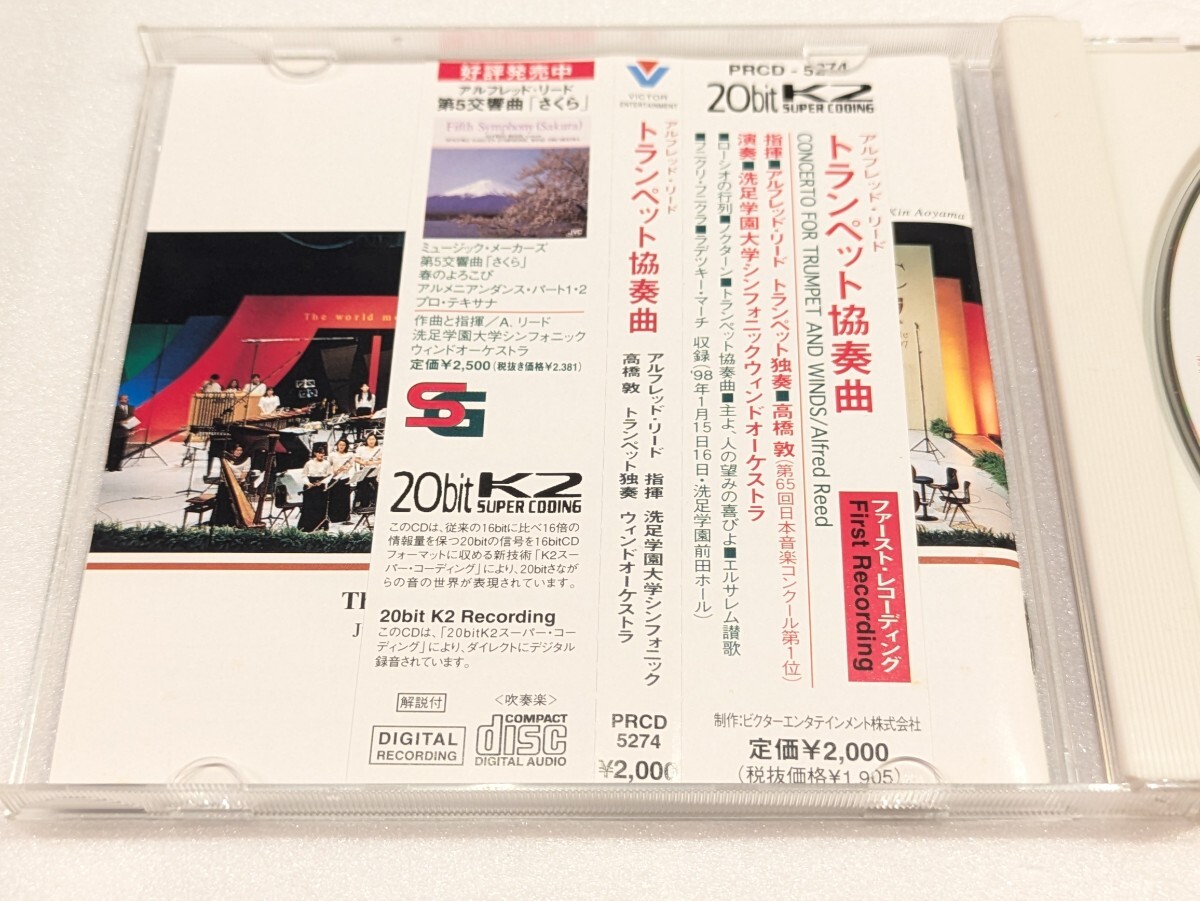 好評発売中
アルフレッド・リード
第5交響曲「さくら」
Fifth Symphony (Sakura)
JVC
ミュージック・メーカーズ
第5交響曲「さくら」
春のよろこび
アルメニアンダンス・パート1・2
プロ・テキサナ
作曲と指揮/A. リード
洗足学園大学シンフォニック
ウィンドオーケストラ
定価¥2,500(税抜き価格¥2.381)
SG
20bit K2
SUPER CODING
このCDは、従来の16bitに比べ16倍の
情報量を保つ20bitの信号を16bitCD
フォーマットに収める新技術「K2スー
パー・コーディング」により、20bitさなが
らの音の世界が表現されています。
20bit K2 Recording
このCDは、「20bitK2スーパー・コー
ディング」により、ダイレクトにデジタル
録音されています。
解説付
<吹奏楽>
DIGITAL
RECORDING
COMPACT
disc
DIGITAL AUDIO
VICTOR
ENTERTAINMENT
アルフレッド・リード
トランペット協奏曲
アルフレッド・リード 指揮 洗足学園大学シンフォニック
高橋敦 トランペット独奏 ウィンドオーケストラ
PRCD
5274
¥2,000
PRCD - 5274
20bit K2
SUPER CODING
アルフレッド・リード
トランペット協奏曲
CONCERTO FOR TRUMPET AND WINDS/Alfred Reed
ファースト・レコーディング
First Recording
指揮■アルフレッド・リード トランペット独奏■高橋 敦(第65回日本音楽コンクール第1位)
演奏■洗足学園大学シンフォニックウィンドオーケストラ
■ローシオの行列■ノクターン■トランペット協奏曲■主よ、人の望みの喜びよ■エルサレム讃歌
■フニクリ・フニクラ■ラデッキー・マーチ 収録('98年1月15日16日・洗足学園前田ホール)
制作:ビクターエンタテインメント株式会社
定価¥2,000
(税抜価格¥1,905)
Kin Aoyama
The world